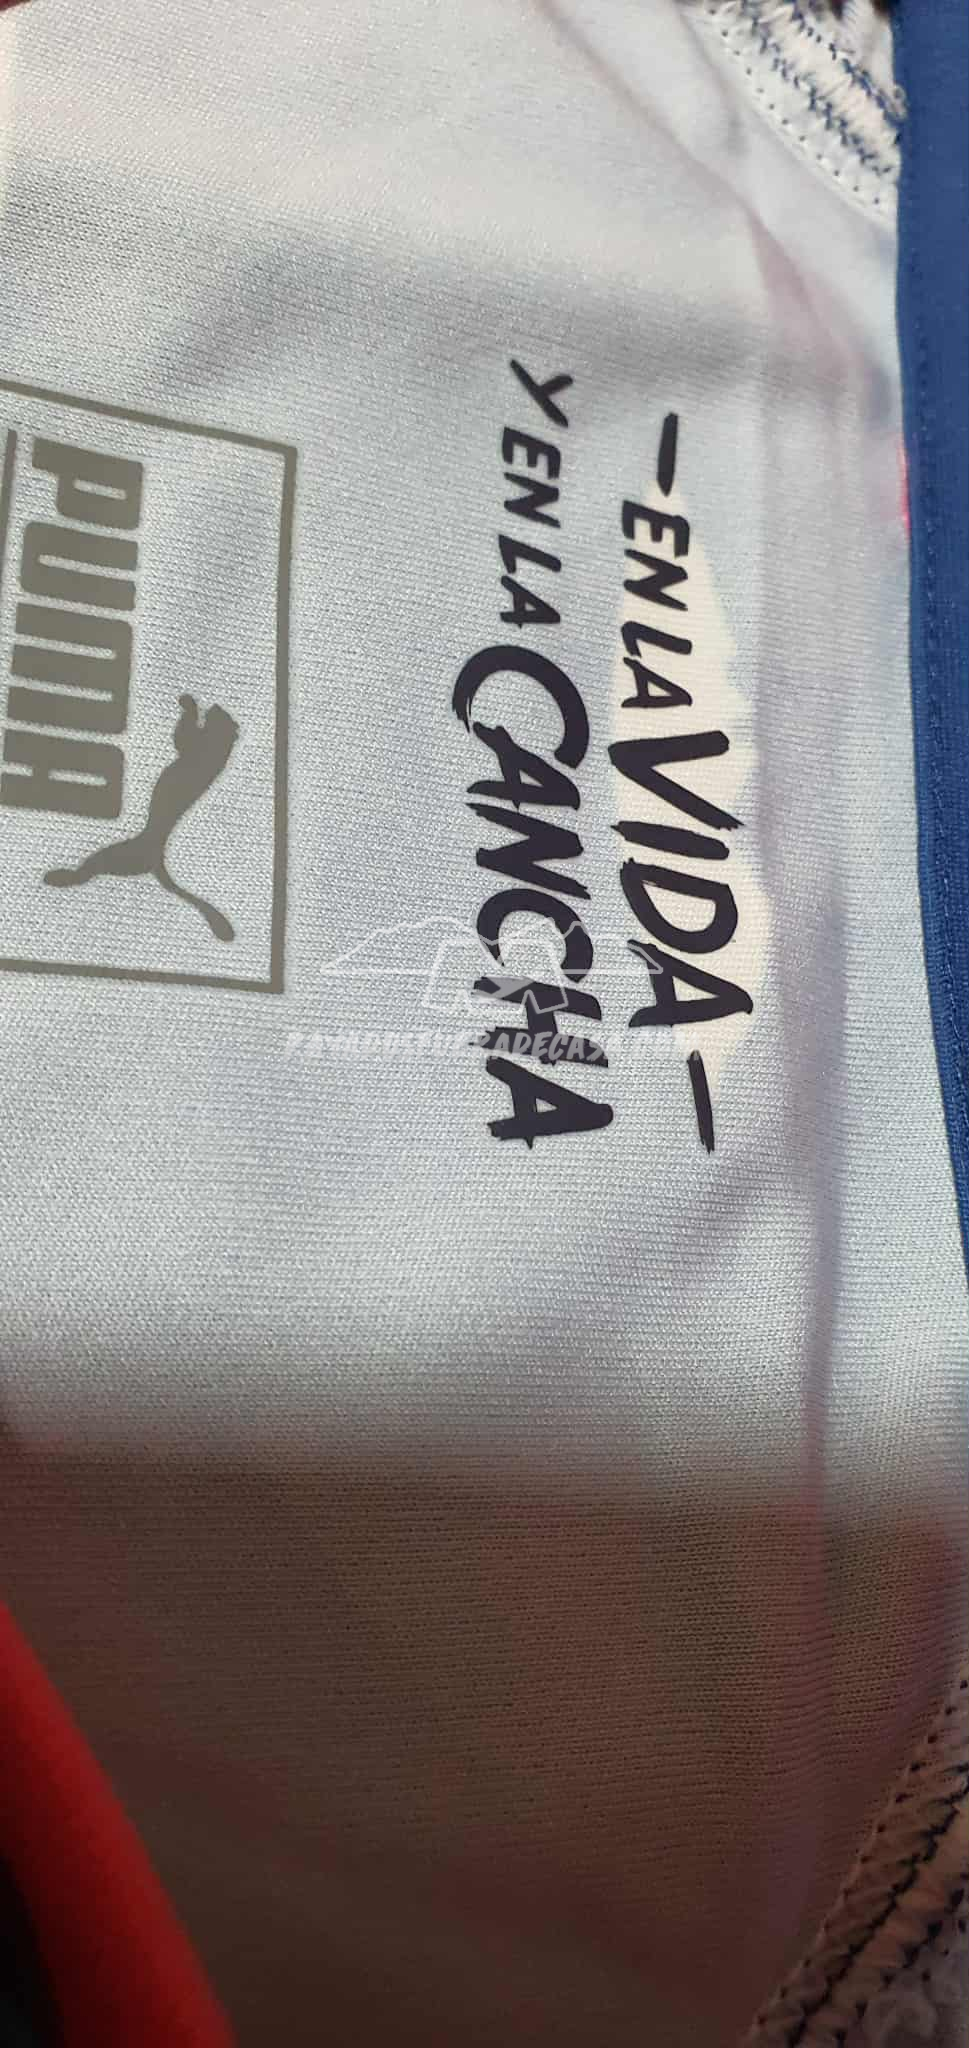 — EN LA VIDA —
Y EN LA CANCHA
PUMA